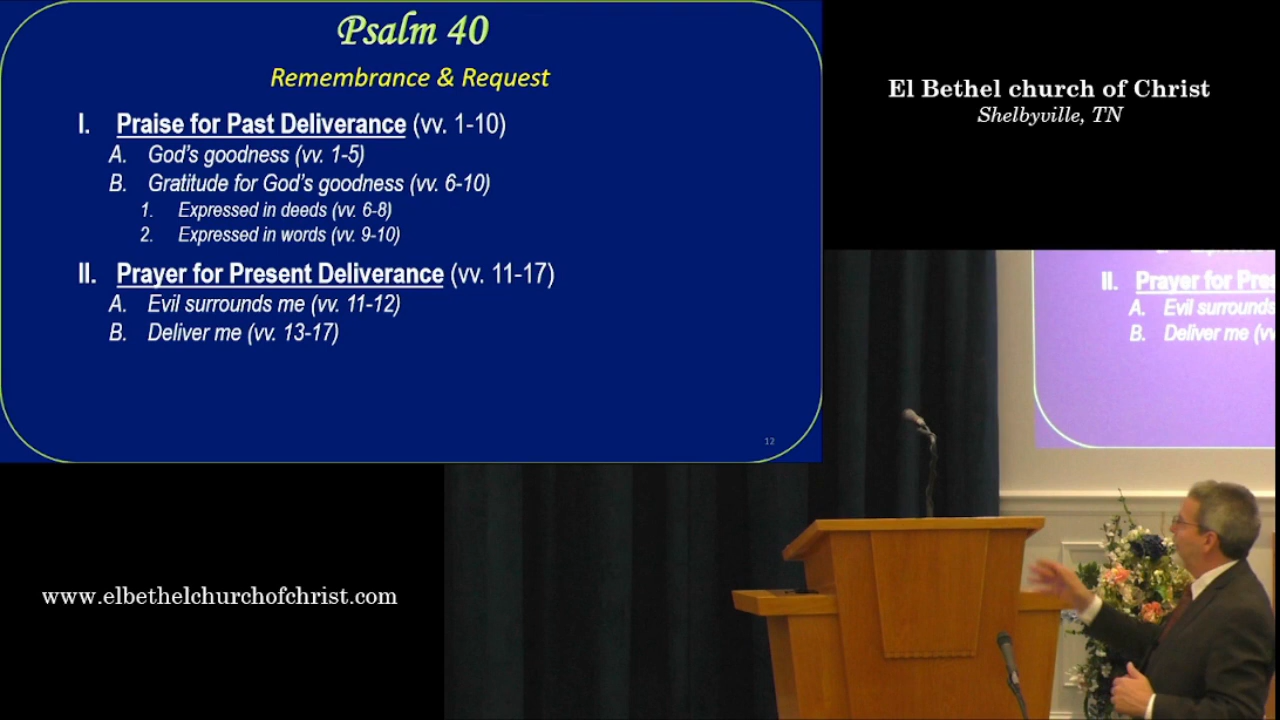 Psalm 40
Remembrance & Request
I. Praise for Past Deliverance (vv. 1-10)
A. God's goodness (vv. 1-5)
B. Gratitude for God's goodness (vv. 6-10)
1. Expressed in deeds (vv. 6-8)
2. Expressed in words (vv. 9-10)
II. Prayer for Present Deliverance (vv. 11-17)
A. Evil surrounds me (vv. 11-12)
B. Deliver me (vv. 13-17)
12
El Bethel church of Christ
Shelbyville, TN
II. Prayer for Pres
A. Evil surrounds
B. Deliver me (vv
www.elbethelchurchofchrist.com